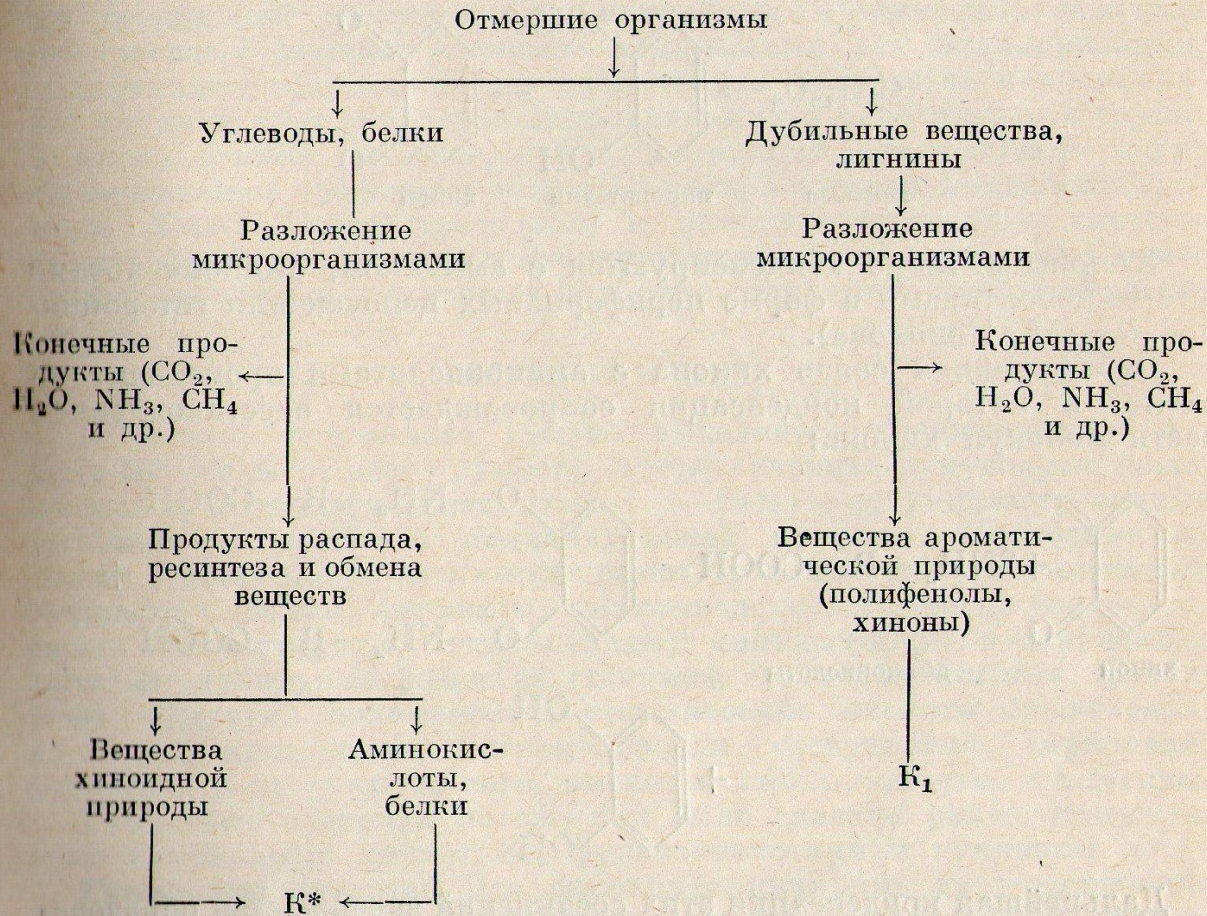 Отмершие организмы
Углеводы, белки
Дубильные вещества,
лигнины
Разложение
микроорганизмами
Разложение
микроорганизмами
Конечные про-
дукты (CO₂,
H₂O, NH₃, CH₄
и др.)
Конечные про-
дукты (CO₂,
H₂O, NH₃, CH₄
и др.)
Продукты распада,
ресинтеза и обмена
веществ
Вещества аромати-
ческой природы
(полифенолы,
хиноны)
Вещества
хиноидной
природы
Аминокис-
лоты,
белки
К₁
К*